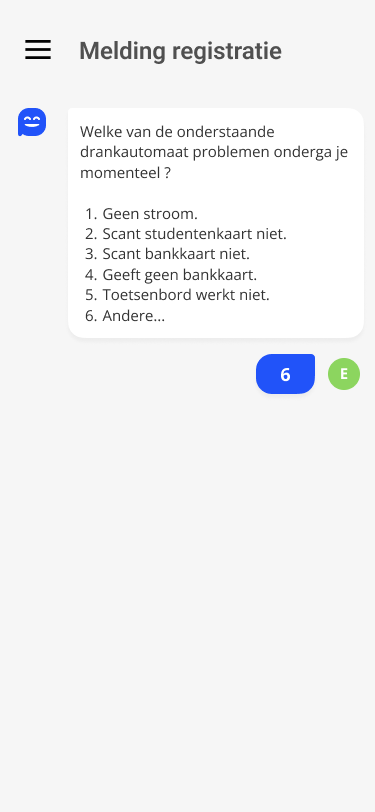 Melding registratie
Welke van de onderstaande
drankautomaat problemen onderga je
momenteel ?
1. Geen stroom.
2. Scant studentenkaart niet.
3. Scant bankkaart niet.
4. Geeft geen bankkaart.
5. Toetsenbord werkt niet.
6. Andere...
6
E